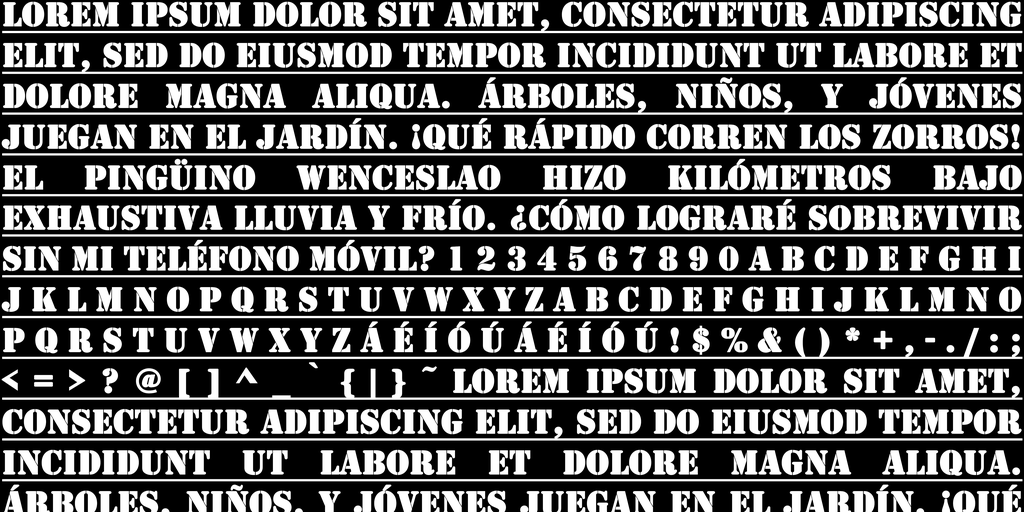 LOREM IPSUM DOLOR SIT AMET, CONSECTETUR ADIPISCING
ELIT, SED DO EIUSMOD TEMPOR INCIDIDUNT UT LABORE ET
DOLORE MAGNA ALIQUA. ÁRBOLES, NIÑOS, Y JÓVENES
JUEGAN EN EL JARDÍN. ¡QUÉ RÁPIDO CORREN LOS ZORROS!
EL PINGÜINO WENCESLAO HIZO KILÓMETROS BAJO
EXHAUSTIVA LLUVIA Y FRÍO. ¿CÓMO LOGRARÉ SOBREVIVIR
SIN MI TELÉFONO MÓVIL? 1 2 3 4 5 6 7 8 9 0 A B C D E F G H I
J K L M N O P Q R S T U V W X Y Z A B C D E F G H I J K L M N O
P Q R S T U V W X Y Z Á É Í Ó Ú Á É Í Ó Ú ! $ % & ( ) * + , - . / : ;
< = > ? @ [ ] ^ _ ` { | } ~ LOREM IPSUM DOLOR SIT AMET,
CONSECTETUR ADIPISCING ELIT, SED DO EIUSMOD TEMPOR
INCIDIDUNT UT LABORE ET DOLORE MAGNA ALIQUA.
ÁRBOLES, NIÑOS, Y JÓVENES JUEGAN EN EL JARDÍN. ¡QUÉ